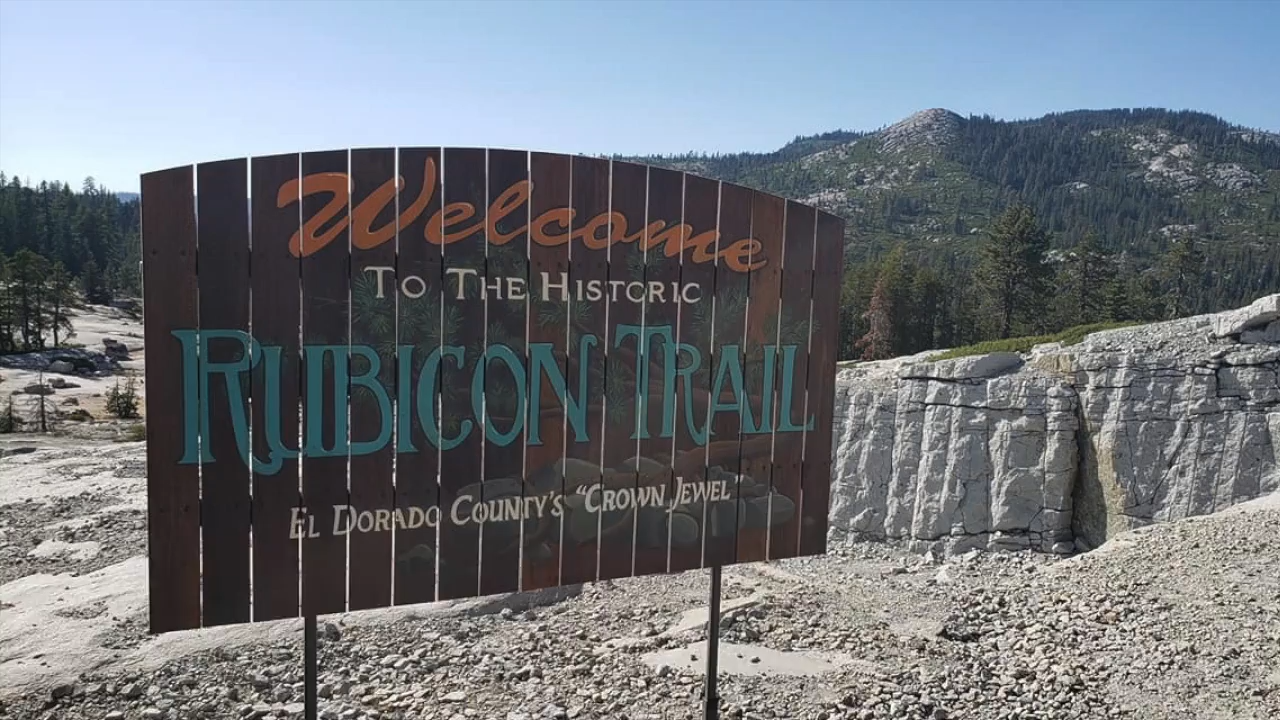 Welcome
To The Historic
Rubicon Trail
El Dorado County's "Crown Jewel"